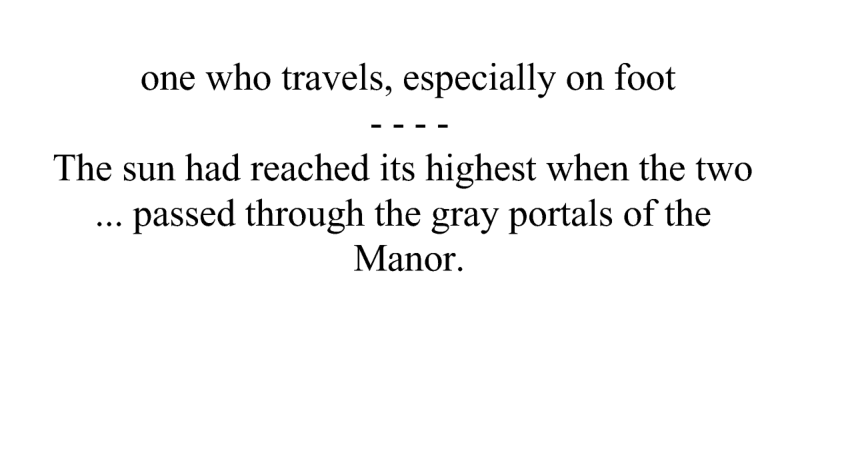 one who travels, especially on foot
- - - -
The sun had reached its highest when the two
... passed through the gray portals of the
Manor.